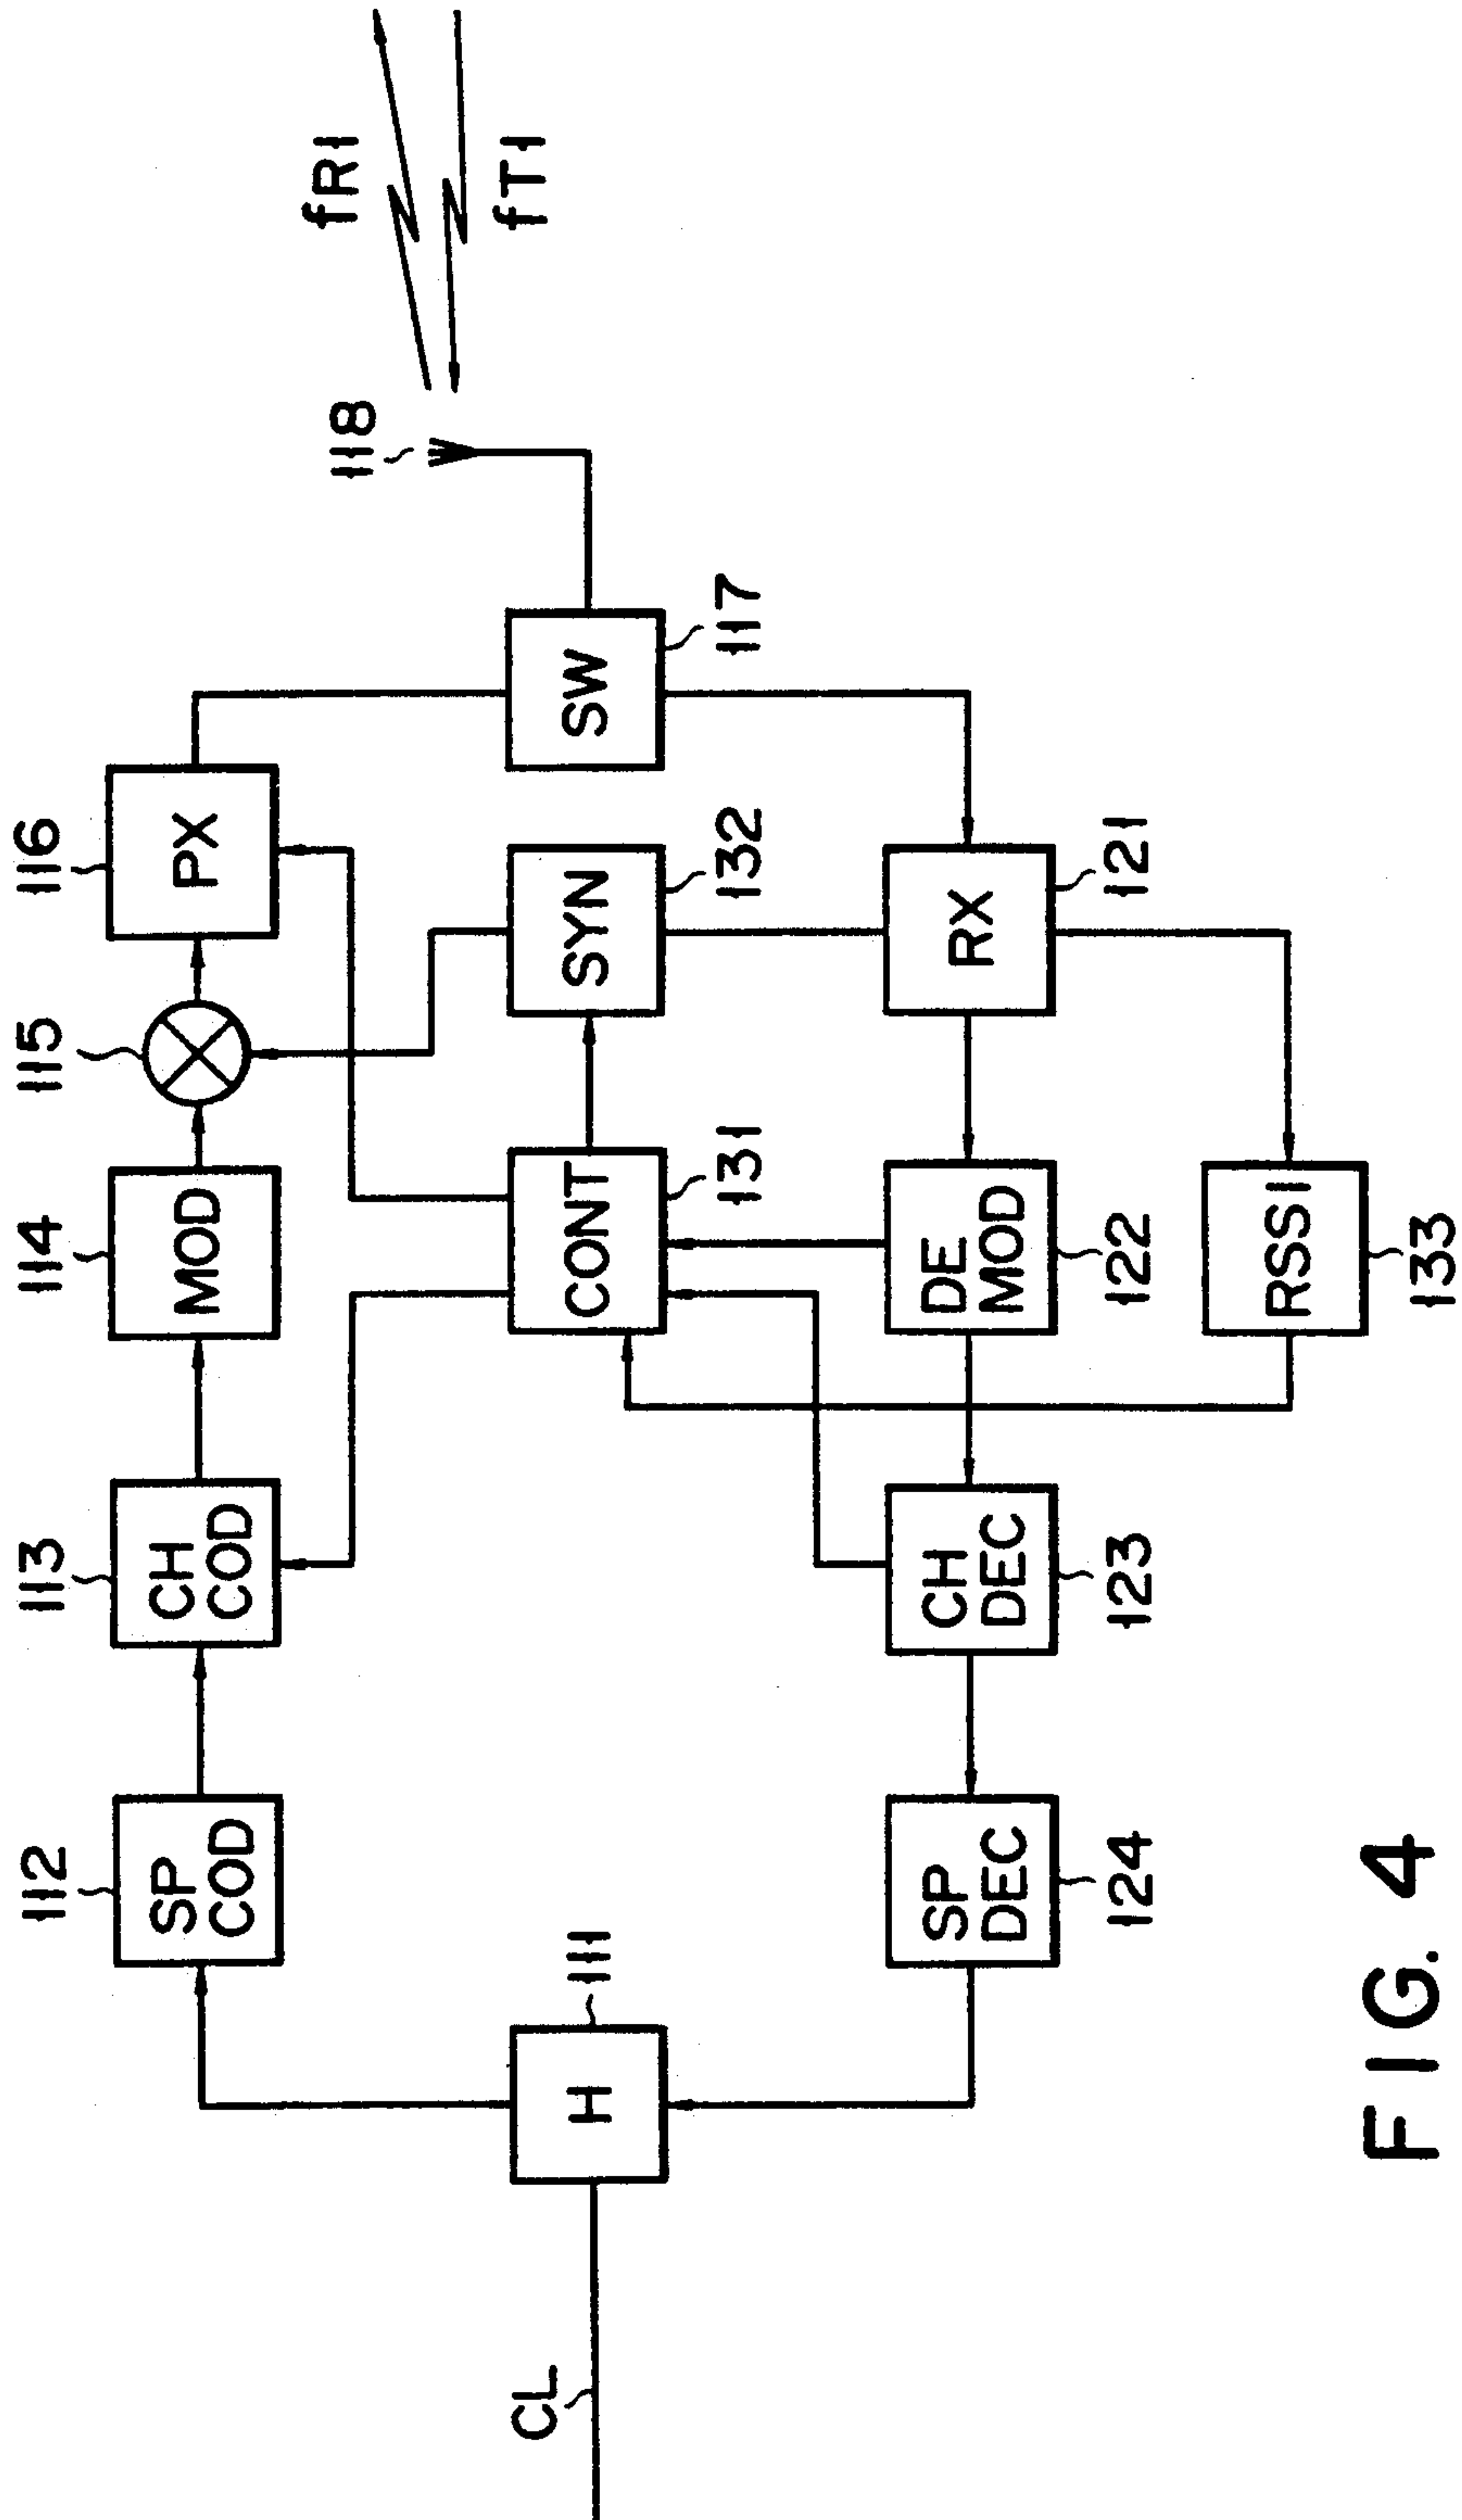 112
113
114
115
116
SP
COD
CH
COD
MOD
PX
fR1
118
fT1
CL
H
111
CONT
131
SYN
132
SW
117
SP
DEC
124
CH
DEC
123
DE
MOD
122
RX
121
RSSI
133
FIG. 4